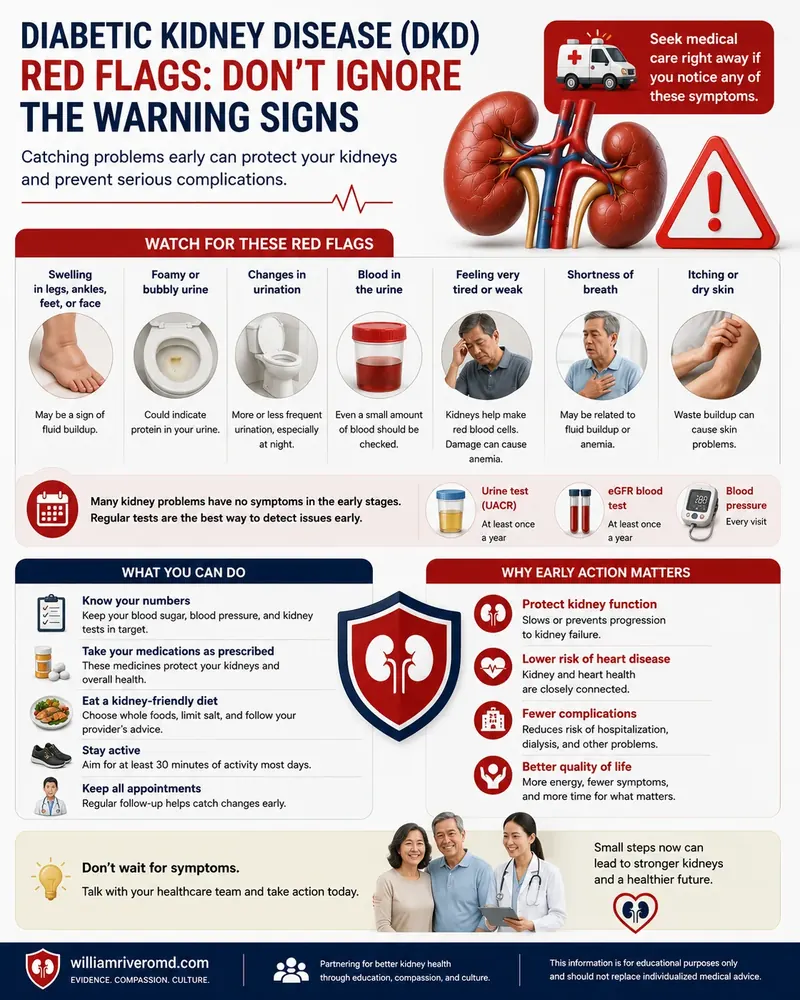 DIABETIC KIDNEY DISEASE (DKD)
RED FLAGS: DON'T IGNORE
THE WARNING SIGNS
Catching problems early can protect your kidneys
and prevent serious complications.
Seek medical
care right away if
you notice any of
these symptoms.
WATCH FOR THESE RED FLAGS
Swelling
in legs, ankles,
feet, or face
May be a sign of
fluid buildup.
Foamy or
bubbly urine
Could indicate
protein in your urine.
Changes in
urination
More or less frequent
urination, especially
at night.
Blood in
the urine
Even a small amount
of blood should be
checked.
Feeling very
tired or weak
Kidneys help make
red blood cells.
Damage can cause
anemia.
Shortness of
breath
May be related to
fluid buildup or
anemia.
Itching or
dry skin
Waste buildup can
cause skin
problems.
Many kidney problems have no symptoms in the early stages.
Regular tests are the best way to detect issues early.
Urine test
(UACR)
At least once
a year
eGFR blood
test
At least once
a year
Blood
pressure
Every visit
WHAT YOU CAN DO
Know your numbers
Keep your blood sugar, blood pressure, and kidney
tests in target.
Take your medications as prescribed
These medicines protect your kidneys and
overall health.
Eat a kidney-friendly diet
Choose whole foods, limit salt, and follow your
provider's advice.
Stay active
Aim for at least 30 minutes of activity most days.
Keep all appointments
Regular follow-up helps catch changes early.
WHY EARLY ACTION MATTERS
Protect kidney function
Slows or prevents progression
to kidney failure.
Lower risk of heart disease
Kidney and heart health
are closely connected.
Fewer complications
Reduces risk of hospitalization,
dialysis, and other problems.
Better quality of life
More energy, fewer symptoms,
and more time for what matters.
Don't wait for symptoms.
Talk with your healthcare team and take action today.
Small steps now can
lead to stronger kidneys
and a healthier future.
williamriveromd.com
EVIDENCE. COMPASSION. CULTURE.
Partnering for better kidney health
through education, compassion, and culture.
This information is for educational purposes only
and should not replace individualized medical advice.